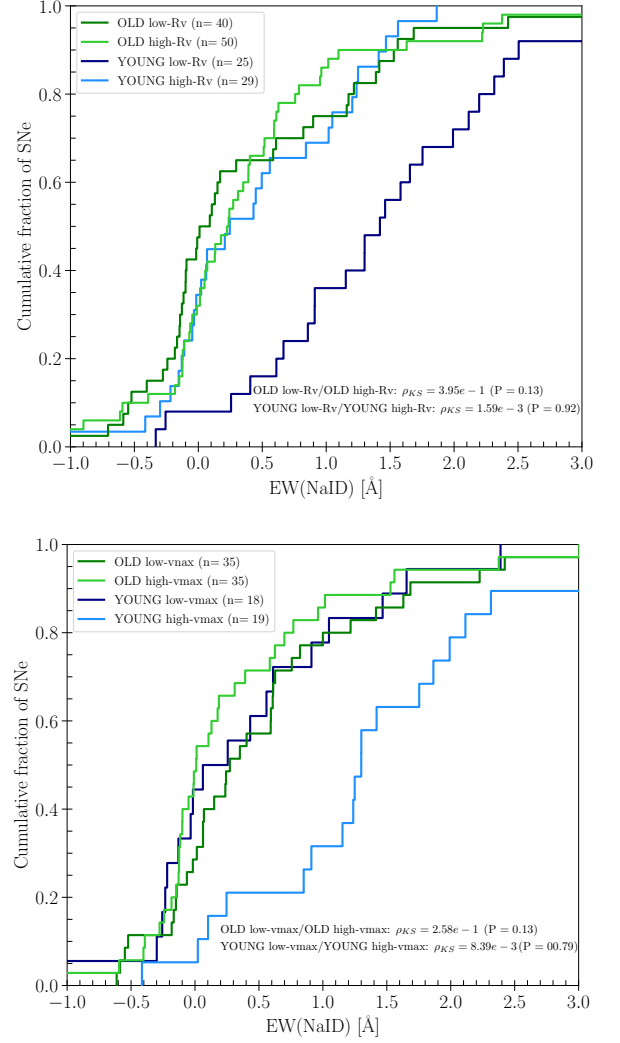 1.0
OLD low-Rv (n= 40)
OLD high-Rv (n= 50)
YOUNG low-Rv (n= 25)
YOUNG high-Rv (n= 29)
0.8
0.6
0.4
0.2
0.0
Cumulative fraction of SNe
OLD low-Rv/OLD high-Rv: ρKS = 3.95e − 1 (P = 0.13)
YOUNG low-Rv/YOUNG high-Rv: ρKS = 1.59e − 3 (P = 0.92)
−1.0 −0.5 0.0 0.5 1.0 1.5 2.0 2.5 3.0
EW(NaID) [Å]
1.0
OLD low-vnax (n= 35)
OLD high-vmax (n= 35)
YOUNG low-vmax (n= 18)
YOUNG high-vmax (n= 19)
0.8
0.6
0.4
0.2
0.0
Cumulative fraction of SNe
OLD low-vmax/OLD high-vmax: ρKS = 2.58e − 1 (P = 0.13)
YOUNG low-vmax/YOUNG high-vmax: ρKS = 8.39e − 3 (P = 00.79)
−1.0 −0.5 0.0 0.5 1.0 1.5 2.0 2.5 3.0
EW(NaID) [Å]